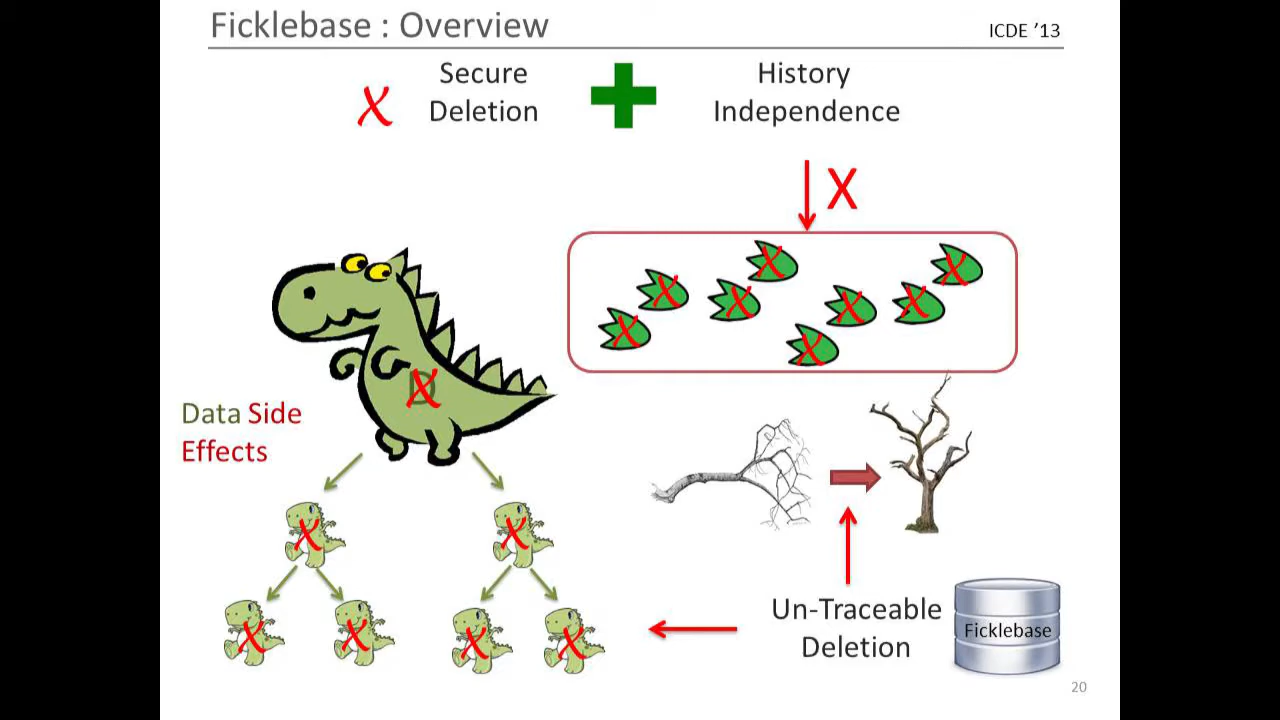 Ficklebase : Overview
ICDE '13
Secure
Deletion
History
Independence
X
X
D
Data Side
Effects
Un-Traceable
Deletion
Ficklebase
20